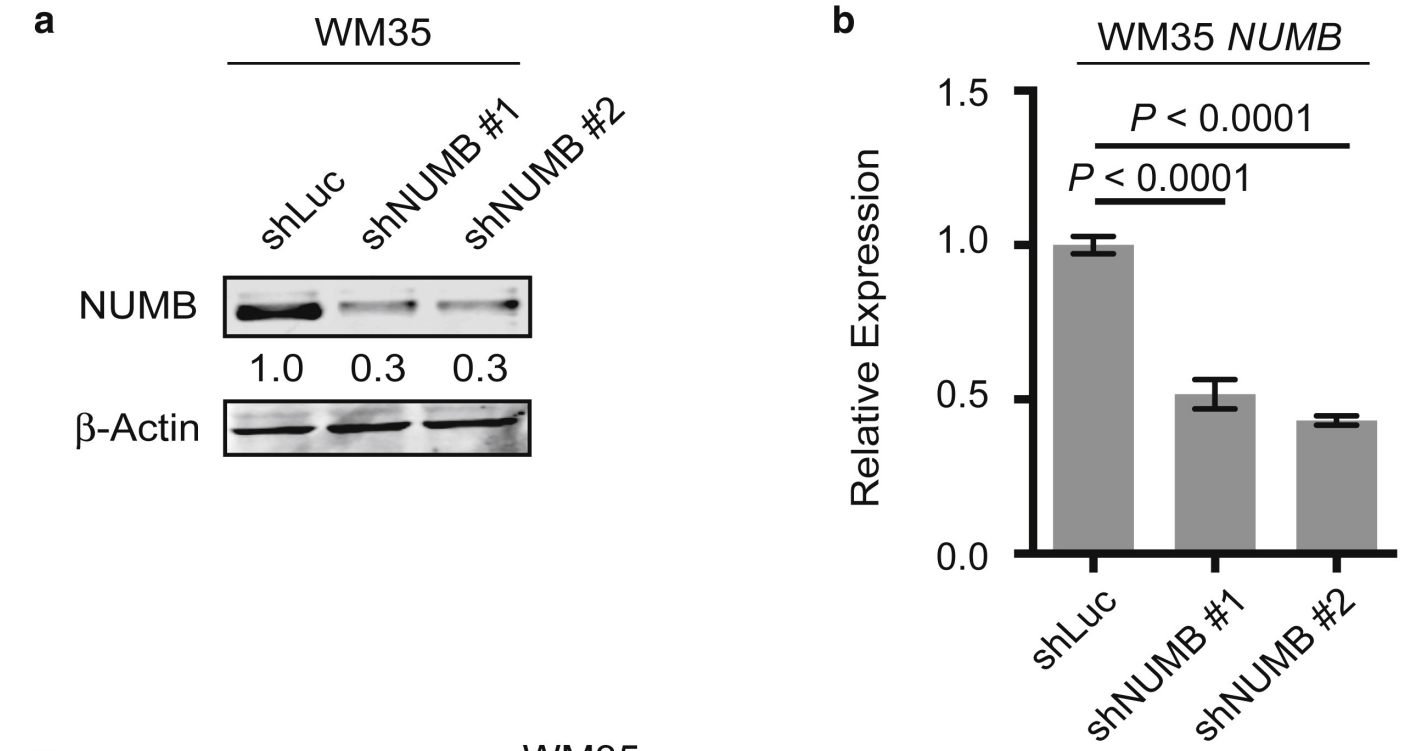 a
WM35
shLuc
shNUMB #1
shNUMB #2
NUMB
1.0 0.3 0.3
β-Actin
b
WM35 NUMB
1.5
1.0
0.5
0.0
Relative Expression
P < 0.0001
P < 0.0001
shLuc
shNUMB #1
shNUMB #2